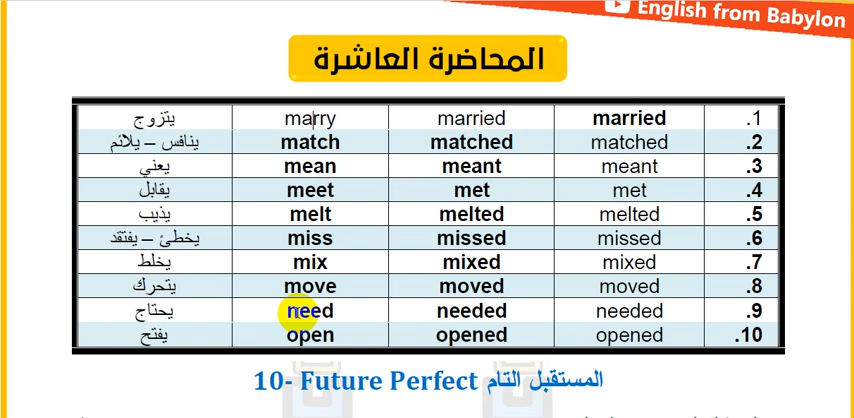 English from Babylon
المحاضرة العاشرة
يتزوج marry married married .1
ينافس – يلائم match matched matched .2
يعني mean meant meant .3
يقابل meet met met .4
يذيب melt melted melted .5
يخطئ – يفتقد miss missed missed .6
يخلط mix mixed mixed .7
يتحرك move moved moved .8
يحتاج need needed needed .9
يفتح open opened opened .10
10- Future Perfect المستقبل التام